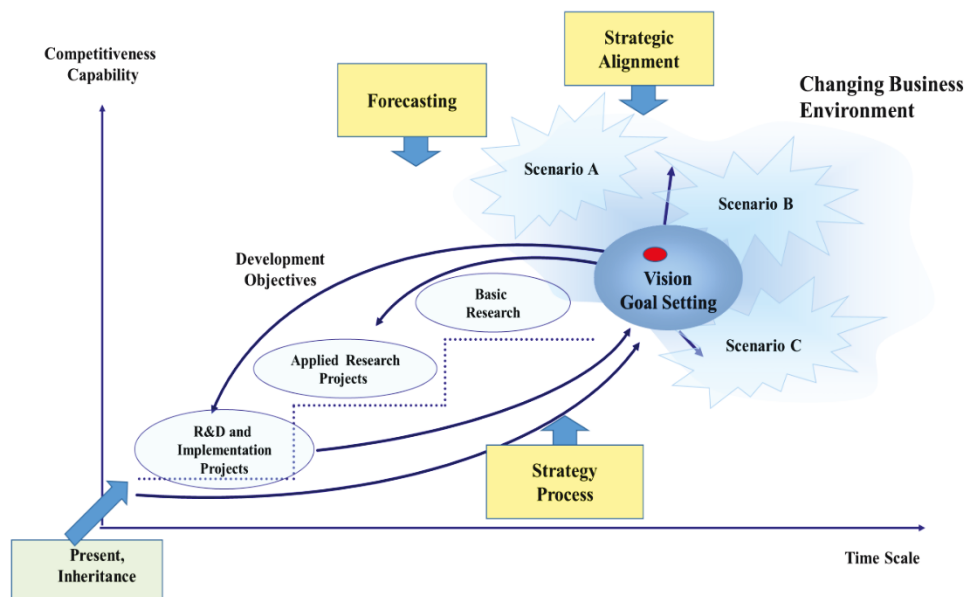 Competitiveness
Capability
Forecasting
Strategic
Alignment
Changing Business
Environment
Scenario A
Scenario B
Development
Objectives
Basic
Research
Vision
Goal Setting
Scenario C
Applied Research
Projects
R&D and
Implementation
Projects
Strategy
Process
Present,
Inheritance
Time Scale